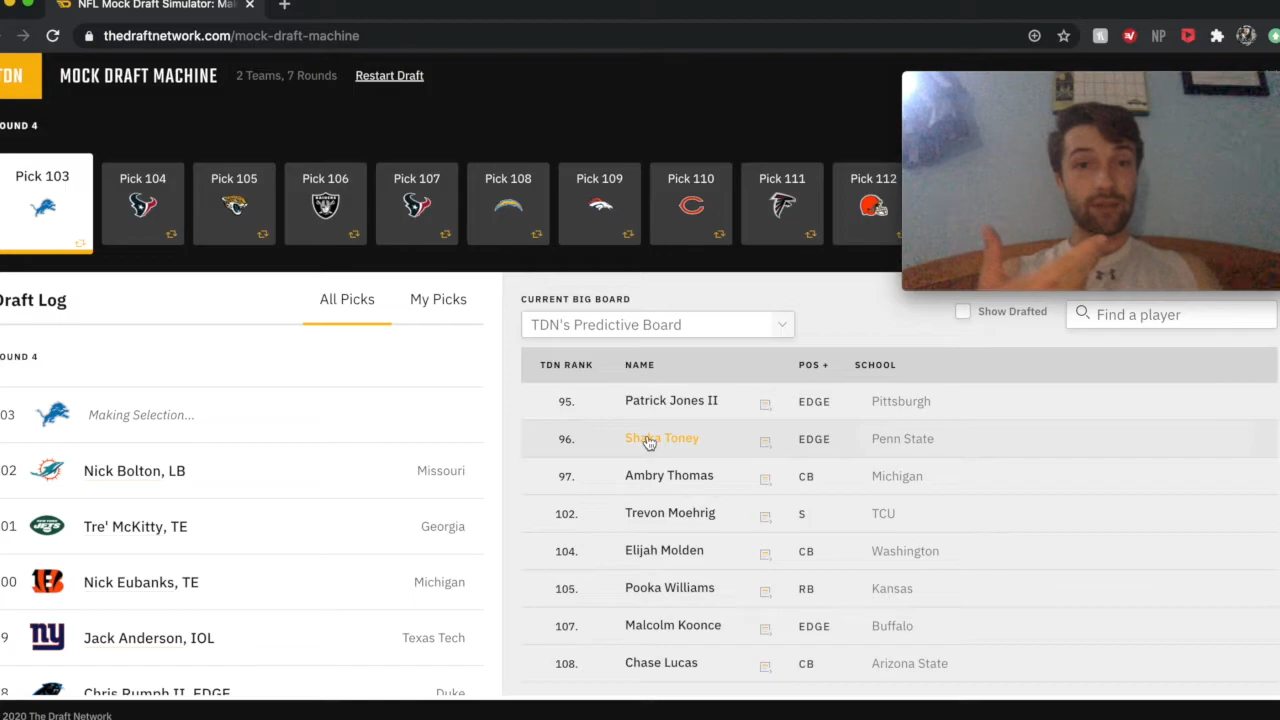 NFL Mock Draft Simulator: Ma
thedraftnetwork.com/mock-draft-machine
NP
TDN
MOCK DRAFT MACHINE
2 Teams, 7 Rounds
Restart Draft
OUND 4
Pick 103
Pick 104
Pick 105
Pick 106
Pick 107
Pick 108
Pick 109
Pick 110
Pick 111
Pick 112
Draft Log
All Picks
My Picks
OUND 4
03
Making Selection...
02
Nick Bolton, LB
Missouri
01
Tre' McKitty, TE
Georgia
00
Nick Eubanks, TE
Michigan
9
Jack Anderson, IOL
Texas Tech
8
Chris Rumph II, EDGE
Duke
CURRENT BIG BOARD
TDN's Predictive Board
Show Drafted
Find a player
TDN RANK NAME POS + SCHOOL
95. Patrick Jones II EDGE Pittsburgh
96. Shaka Toney EDGE Penn State
97. Ambry Thomas CB Michigan
102. Trevon Moehrig S TCU
104. Elijah Molden CB Washington
105. Pooka Williams RB Kansas
107. Malcolm Koonce EDGE Buffalo
108. Chase Lucas CB Arizona State
2020 The Draft Network